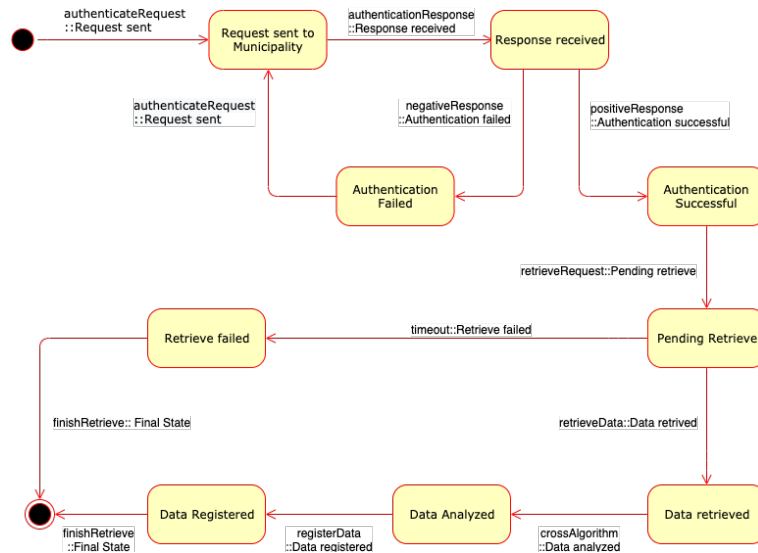 authenticateRequest
::Request sent
Request sent to
Municipality
authenticationResponse
::Response received
Response received
authenticateRequest
::Request sent
negativeResponse
::Authentication failed
positiveResponse
::Authentication successful
Authentication
Failed
Authentication
Successful
retrieveRequest::Pending retrieve
Retrieve failed
timeout::Retrieve failed
Pending Retrieve
finishRetrieve:: Final State
retrieveData::Data retrived
Data Registered
Data Analyzed
Data retrieved
finishRetrieve
::Final State
registerData
::Data registered
crossAlgorithm
::Data analyzed